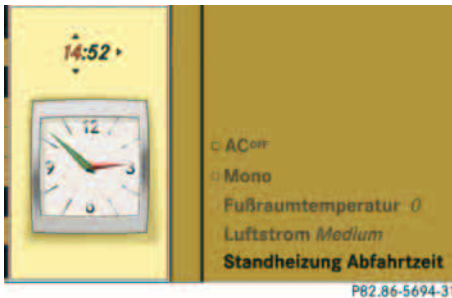 14:52
12
3
6
9
AC OFF
Mono
Fußraumtemperatur 0
Luftstrom Medium
Standheizung Abfahrtzeit
P82.86-5694-31